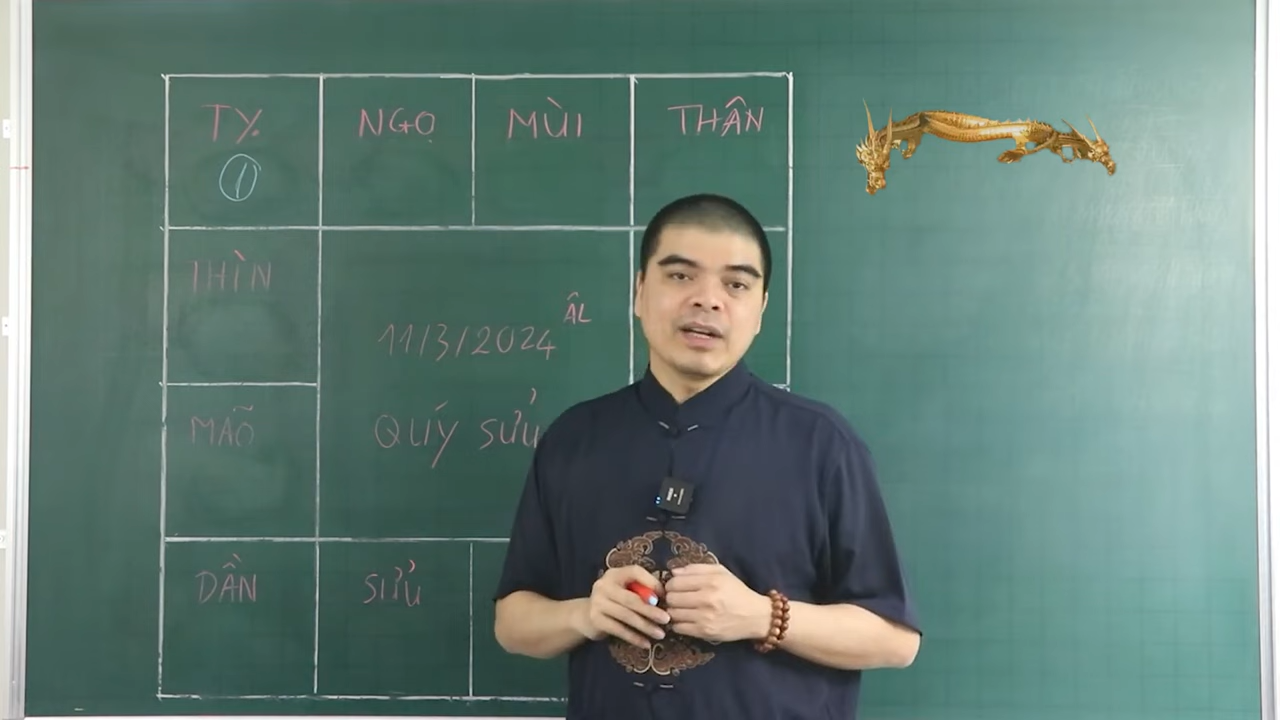 TỴ NGỌ MÙI THÂN
①
THÌN
11/3/2024 ÂL
MÃO QUÝ SỬU
DẦN SỬU